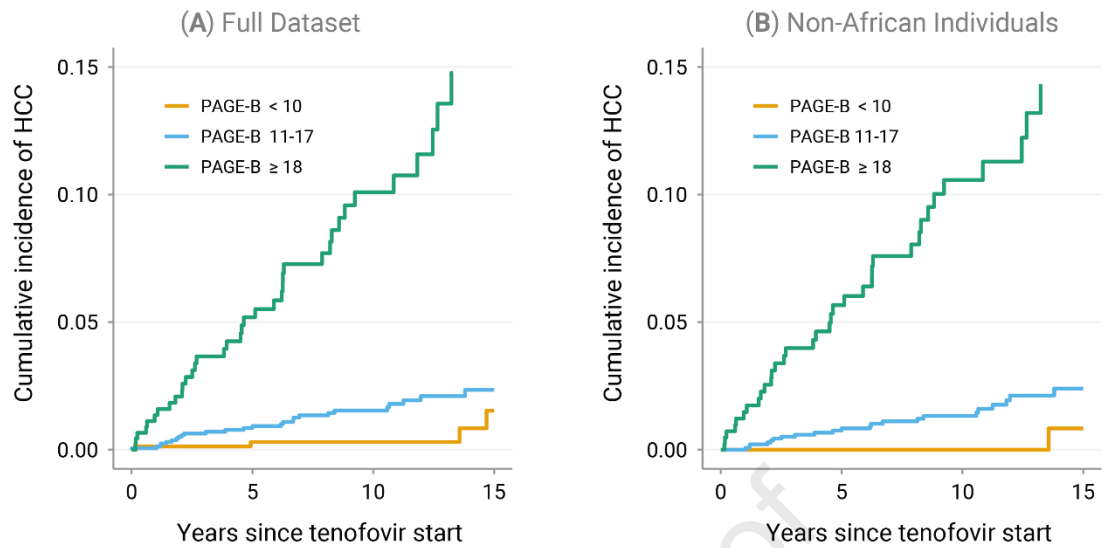 (A) Full Dataset
Cumulative incidence of HCC
0.15
0.10
0.05
0.00
PAGE-B < 10
PAGE-B 11-17
PAGE-B ≥ 18
0
5
10
15
Years since tenofovir start
(B) Non-African Individuals
Cumulative incidence of HCC
0.15
0.10
0.05
0.00
PAGE-B < 10
PAGE-B 11-17
PAGE-B ≥ 18
0
5
10
15
Years since tenofovir start